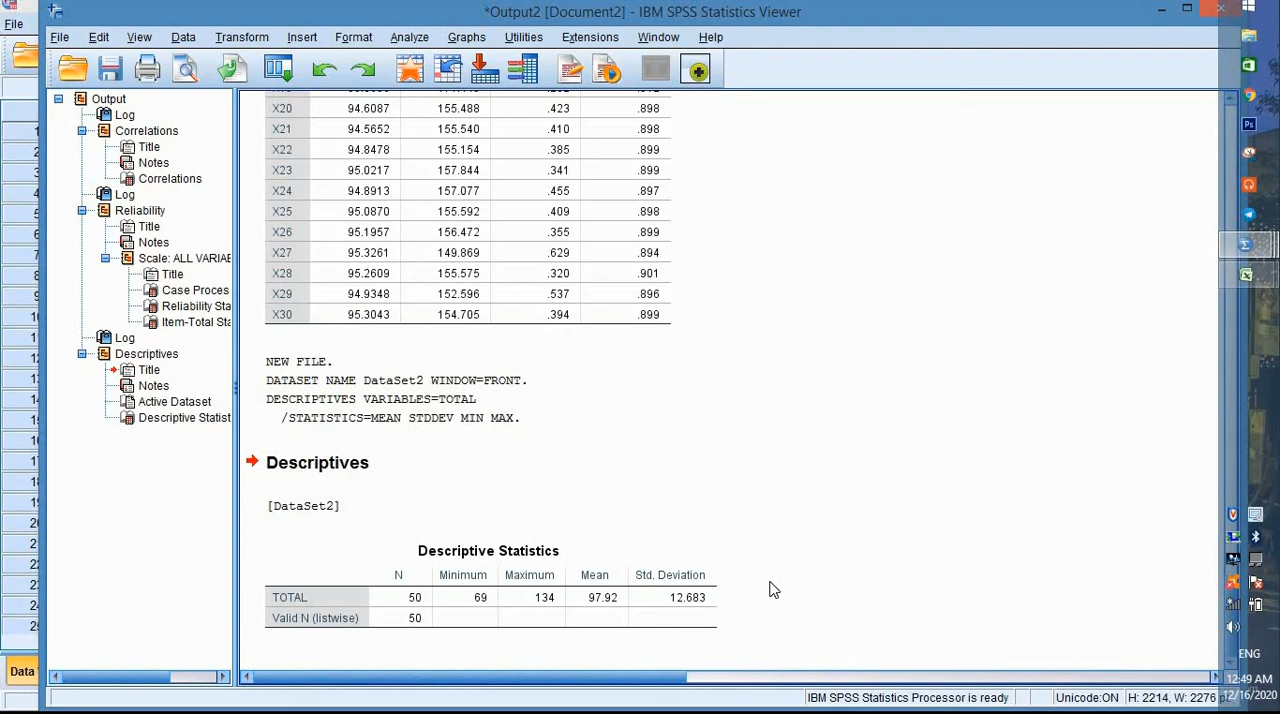 *Output2 [Document2] - IBM SPSS Statistics Viewer
File
File Edit View Data Transform Insert Format Analyze Graphs Utilities Extensions Window Help
Output
Log
Correlations
Title
Notes
Correlations
Log
Reliability
Title
Notes
Scale: ALL VARIAE
Title
Case Proces
Reliability Sta
Item-Total Sta
Log
Descriptives
Title
Notes
Active Dataset
Descriptive Statist
X20 94.6087 155.488 .423 .898
X21 94.5652 155.540 .410 .898
X22 94.8478 155.154 .385 .899
X23 95.0217 157.844 .341 .899
X24 94.8913 157.077 .455 .897
X25 95.0870 155.592 .409 .898
X26 95.1957 156.472 .355 .899
X27 95.3261 149.869 .629 .894
X28 95.2609 155.575 .320 .901
X29 94.9348 152.596 .537 .896
X30 95.3043 154.705 .394 .899
NEW FILE.
DATASET NAME DataSet2 WINDOW=FRONT.
DESCRIPTIVES VARIABLES=TOTAL
/STATISTICS=MEAN STDDEV MIN MAX.
Descriptives
[DataSet2]
Descriptive Statistics
N Minimum Maximum Mean Std. Deviation
TOTAL 50 69 134 97.92 12.683
Valid N (listwise) 50
Data
IBM SPSS Statistics Processor is ready Unicode:ON H: 2214, W: 2276
ENG
12:49 AM
12/16/2020